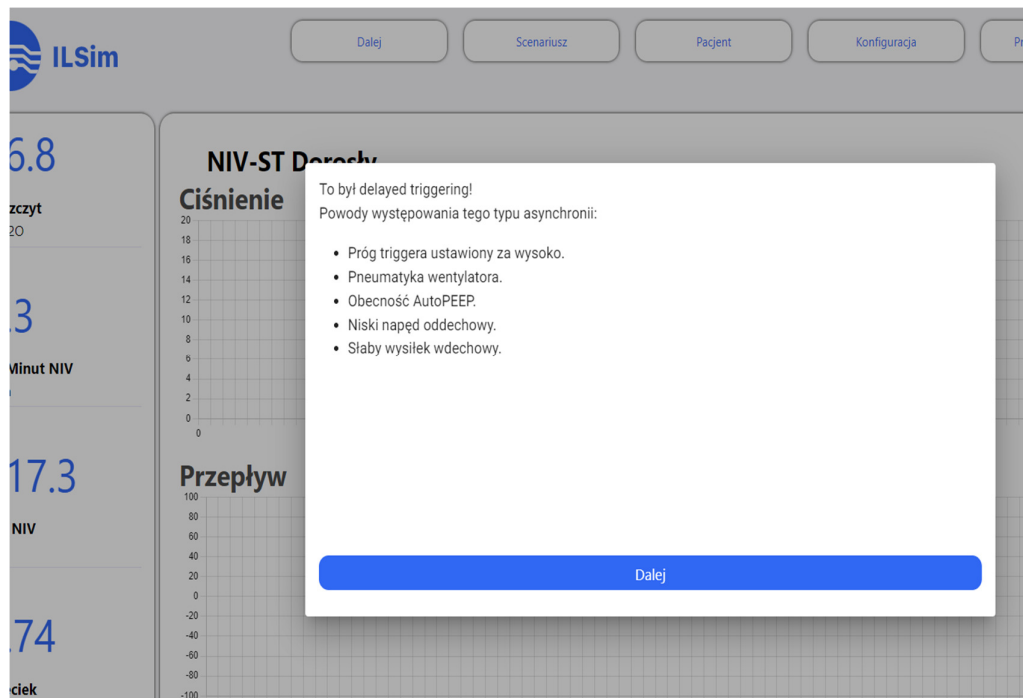 ILSim
Dalej
Scenariusz
Pacjent
Konfiguracja
6.8
20
.3
Minut NIV
17.3
NIV
.74
NIV-ST Dorosły
Ciśnienie
20
18
16
14
12
10
8
6
4
2
0
0
Przepływ
100
80
60
40
20
0
-20
-40
-60
-80
-100
To był delayed triggering!
Powody występowania tego typu asynchronii:
• Próg triggera ustawiony za wysoko.
• Pneumatyka wentylatora.
• Obecność AutoPEEP.
• Niski napęd oddechowy.
• Słaby wysiłek wdechowy.
Dalej